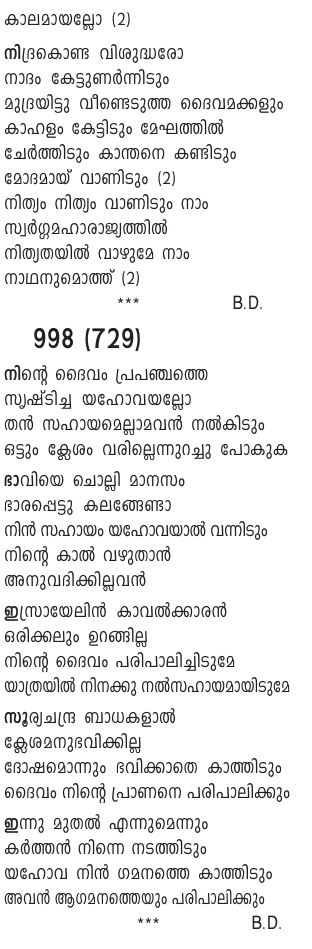 കാലമായല്ലോ (2)
നിദ്രകൊണ്ട വിശുദ്ധരോ
നാദം കേട്ടുണർന്നിടും
മുദ്രയിട്ടു വീണ്ടെടുത്ത ദൈവമക്കളും
കാഹളം കേട്ടിടും മേഘത്തിൽ
ചേർത്തിടും കാന്തനെ കണ്ടിടും
മോദമായ് വാണിടും (2)
നിത്യം നിത്യം വാണിടും നാം
സ്വർഗ്ഗമഹാരാജ്യത്തിൽ
നിത്യതയിൽ വാഴുമേ നാം
നാഥനുമൊത്ത് (2)
*** B.D.
998 (729)
നിന്റെ ദൈവം പ്രപഞ്ചത്തെ
സൃഷ്ടിച്ച യഹോവയല്ലോ
തൻ സഹായമെല്ലാമവൻ നൽകിടും
ഒട്ടും ക്ലേശം വരില്ലെന്നുറച്ചു പോകുക
ഭാവിയെ ചൊല്ലി മാനസം
ഭാരപ്പെട്ടു കലങ്ങേണ്ടാ
നിൻ സഹായം യഹോവയാൽ വന്നിടും
നിന്റെ കാൽ വഴുതാൻ
അനുവദിക്കില്ലവൻ
ഇസ്രായേലിൻ കാവൽക്കാരൻ
ഒരിക്കലും ഉറങ്ങില്ല
നിന്റെ ദൈവം പരിപാലിച്ചിടുമേ
യാത്രയിൽ നിനക്കു നൽസഹായമായിടുമേ
സൂര്യചന്ദ്ര ബാധകളാൽ
ക്ലേശമനുഭവിക്കില്ല
ദോഷമൊന്നും ഭവിക്കാതെ കാത്തിടും
ദൈവം നിന്റെ പ്രാണനെ പരിപാലിക്കും
ഇന്നു മുതൽ എന്നുമെന്നും
കർത്തൻ നിന്നെ നടത്തിടും
യഹോവ നിൻ ഗമനത്തെ കാത്തിടും
അവൻ ആഗമനത്തെയും പരിപാലിക്കും
*** B.D.